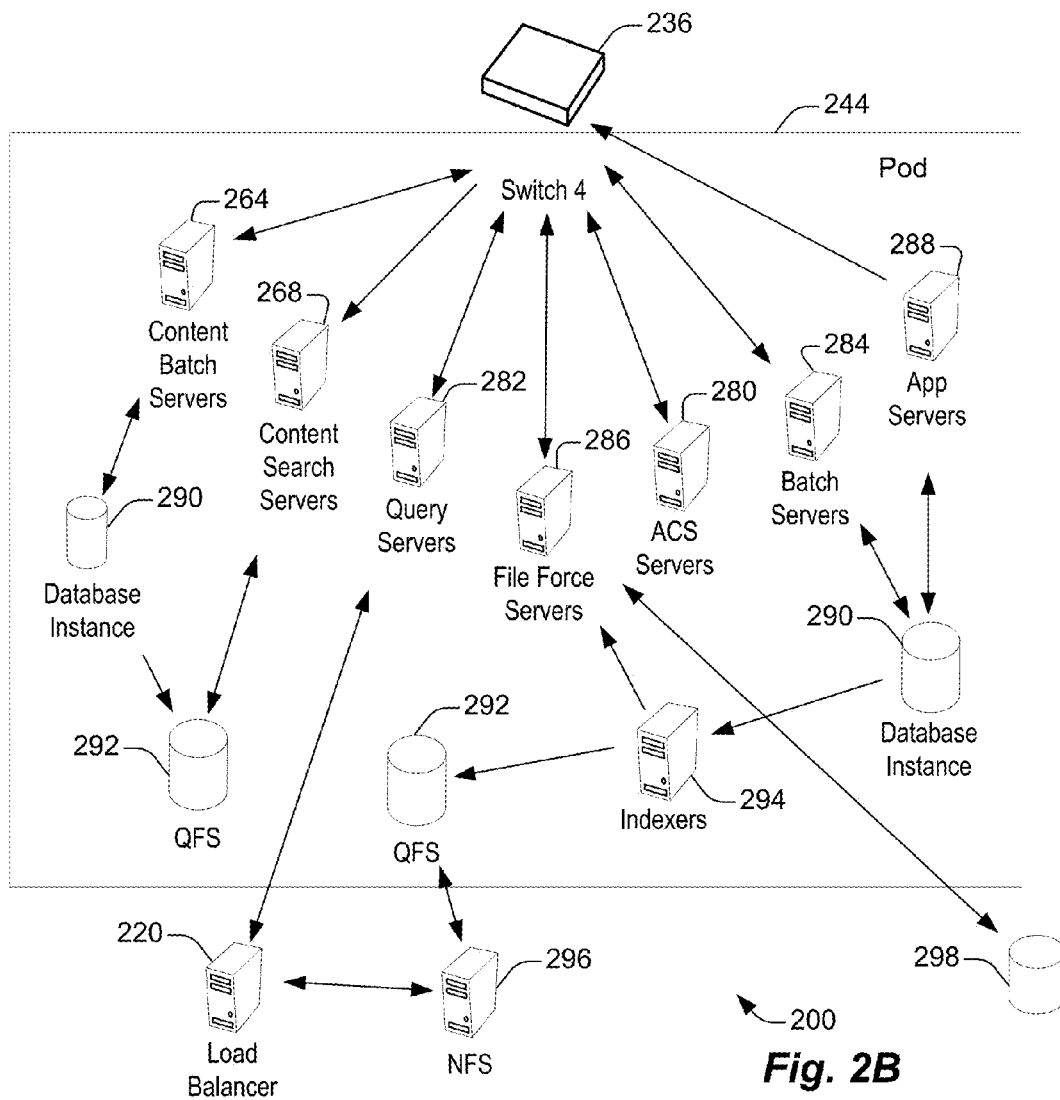 236
244
Pod
Switch 4
264
288
268
Content
Batch
Servers
284
App
Servers
282
280
Content
Search
Servers
286
Batch
Servers
290
Query
Servers
ACS
Servers
File Force
Servers
Database
Instance
290
292
292
Database
Instance
294
Indexers
QFS
QFS
220
296
298
200
Load
Balancer
NFS
Fig. 2B